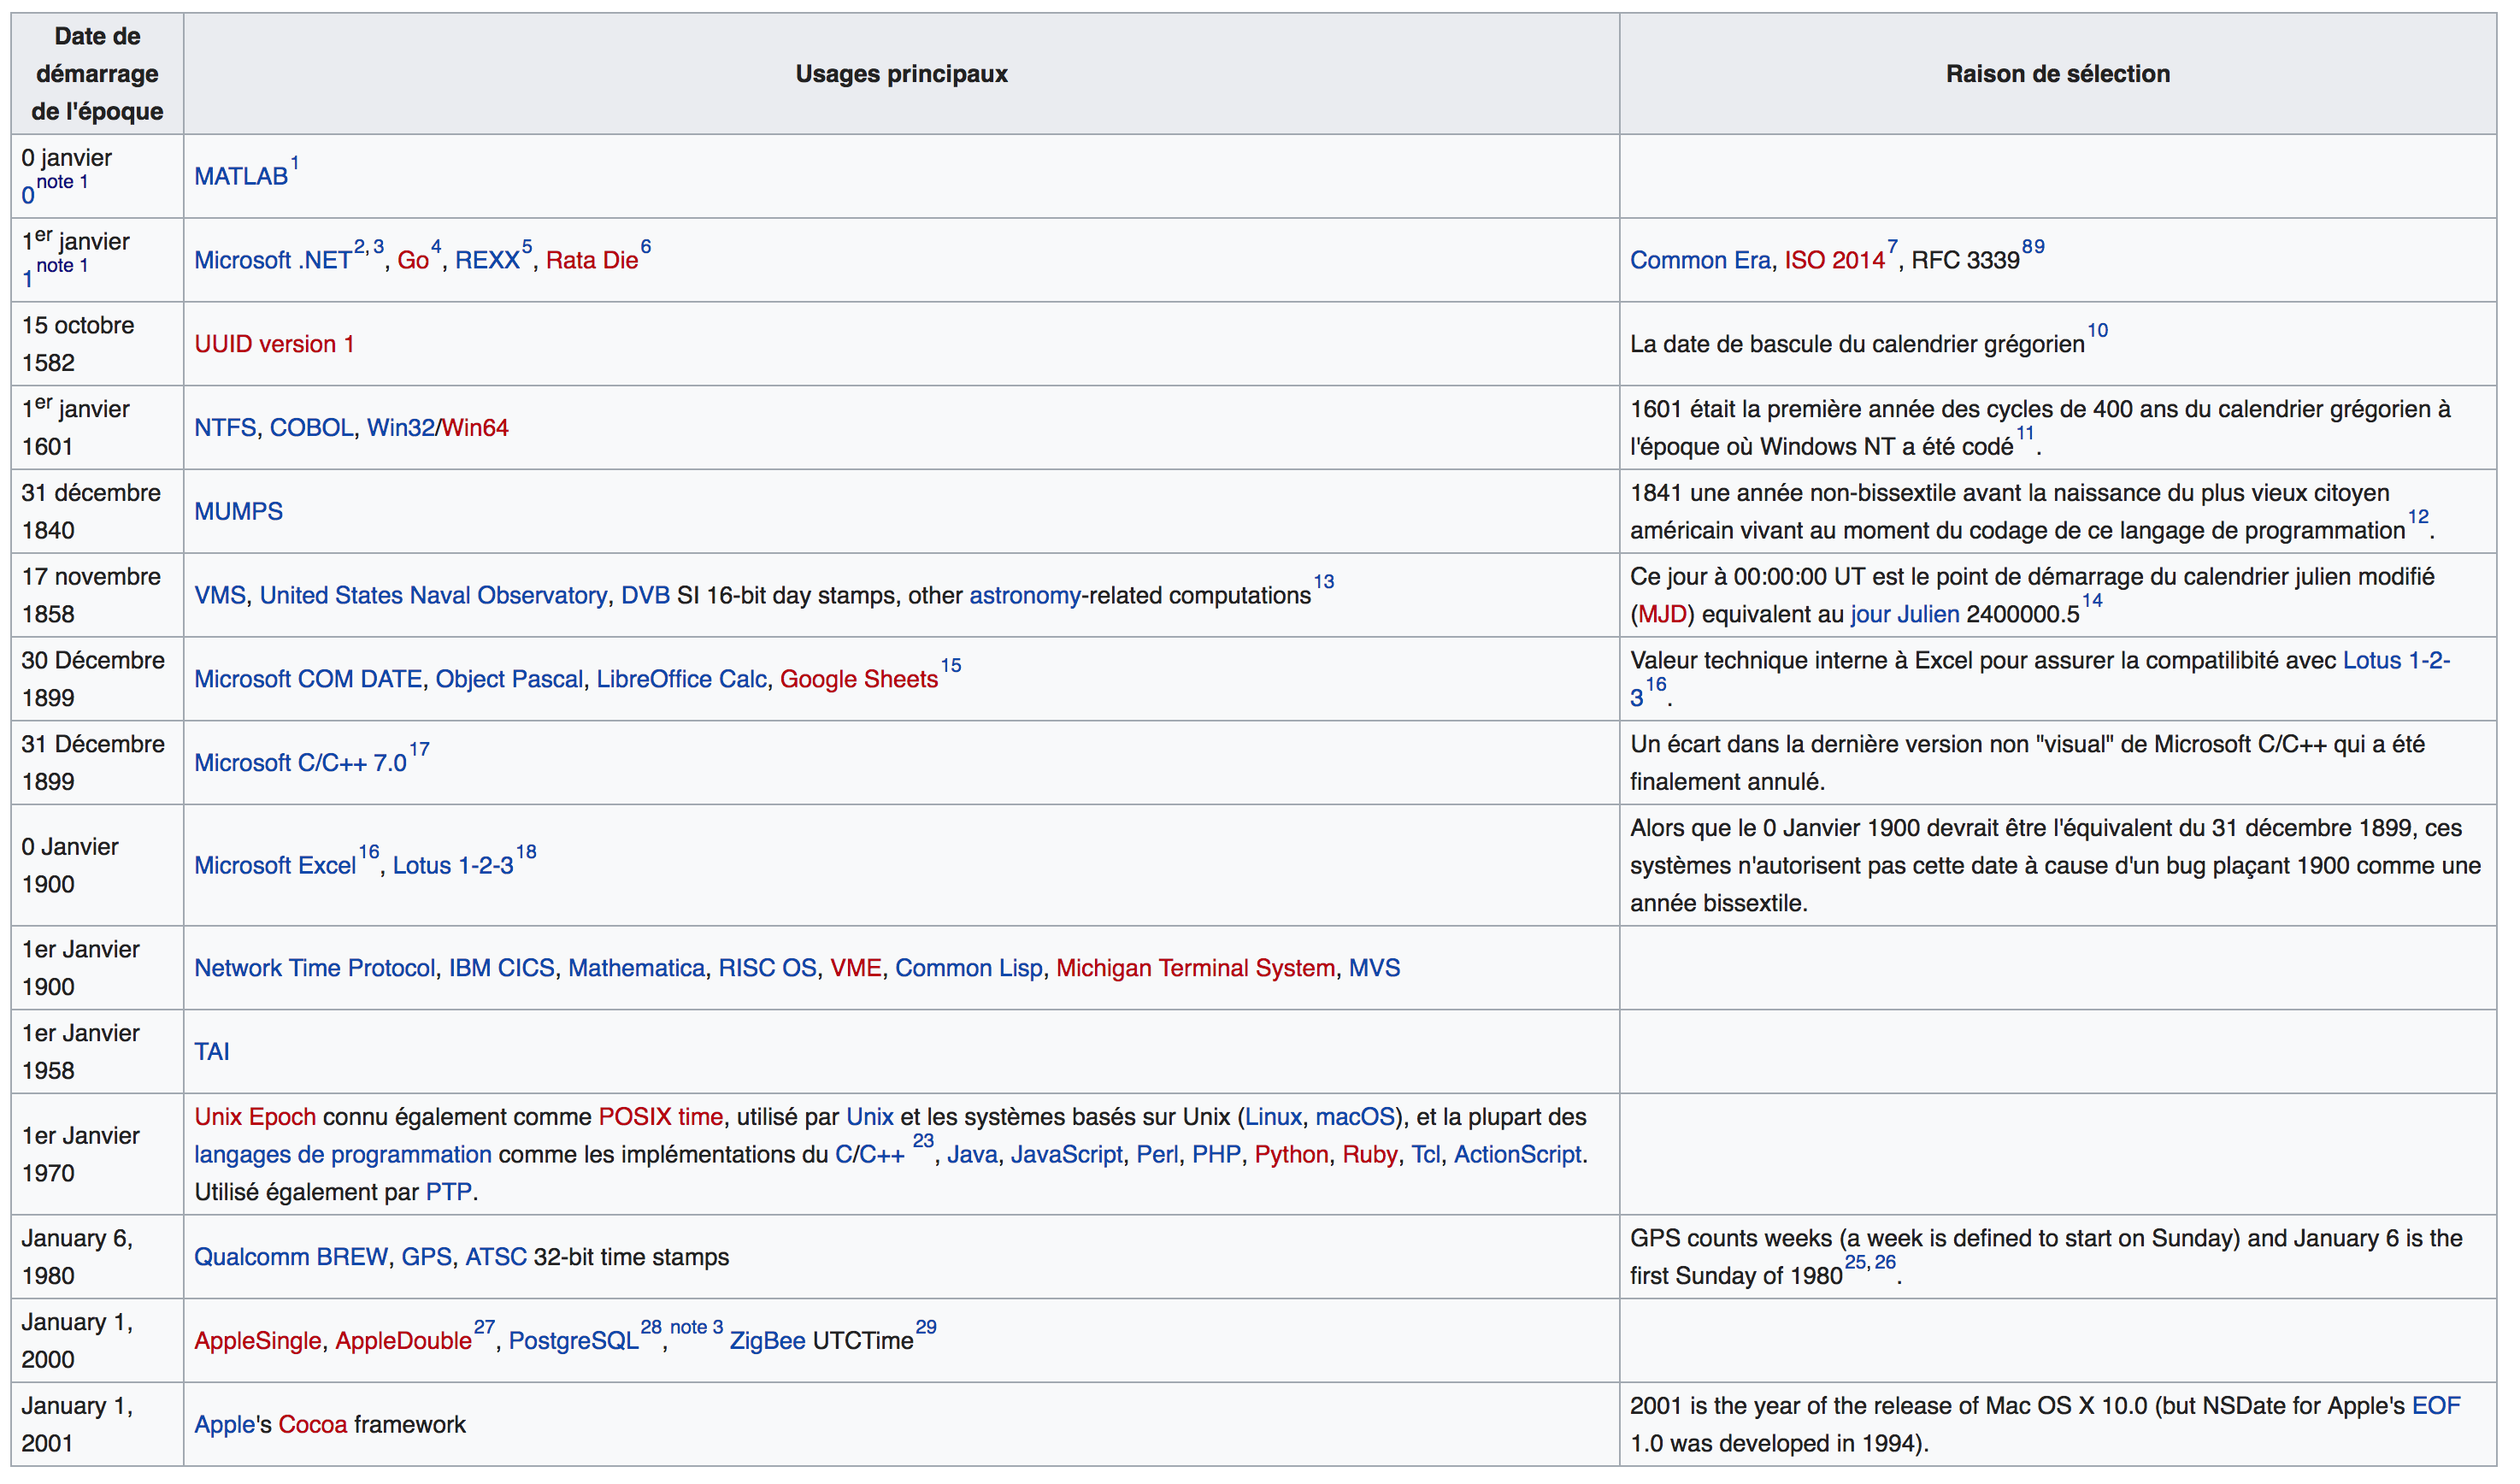 Date de
démarrage
de l'époque
Usages principaux
Raison de sélection
0 janvier
0 note 1
MATLAB 1
1er janvier
1 note 1
Microsoft .NET 2, 3, Go 4, REXX 5, Rata Die 6
Common Era, ISO 2014 7, RFC 3339 8 9
15 octobre
1582
UUID version 1
La date de bascule du calendrier grégorien 10
1er janvier
1601
NTFS, COBOL, Win32/Win64
1601 était la première année des cycles de 400 ans du calendrier grégorien à
l'époque où Windows NT a été codé 11.
31 décembre
1840
MUMPS
1841 une année non-bissextile avant la naissance du plus vieux citoyen
américain vivant au moment du codage de ce langage de programmation 12.
17 novembre
1858
VMS, United States Naval Observatory, DVB SI 16-bit day stamps, other astronomy-related computations 13
Ce jour à 00:00:00 UT est le point de démarrage du calendrier julien modifié
(MJD) equivalent au jour Julien 2400000.5 14
30 Décembre
1899
Microsoft COM DATE, Object Pascal, LibreOffice Calc, Google Sheets 15
Valeur technique interne à Excel pour assurer la compatilibité avec Lotus 1-2-
3 16.
31 Décembre
1899
Microsoft C/C++ 7.0 17
Un écart dans la dernière version non "visual" de Microsoft C/C++ qui a été
finalement annulé.
0 Janvier
1900
Microsoft Excel 16, Lotus 1-2-3 18
Alors que le 0 Janvier 1900 devrait être l'équivalent du 31 décembre 1899, ces
systèmes n'autorisent pas cette date à cause d'un bug plaçant 1900 comme une
année bissextile.
1er Janvier
1900
Network Time Protocol, IBM CICS, Mathematica, RISC OS, VME, Common Lisp, Michigan Terminal System, MVS
1er Janvier
1958
TAI
1er Janvier
1970
Unix Epoch connu également comme POSIX time, utilisé par Unix et les systèmes basés sur Unix (Linux, macOS), et la plupart des
langages de programmation comme les implémentations du C/C++ 23, Java, JavaScript, Perl, PHP, Python, Ruby, Tcl, ActionScript.
Utilisé également par PTP.
January 6,
1980
Qualcomm BREW, GPS, ATSC 32-bit time stamps
GPS counts weeks (a week is defined to start on Sunday) and January 6 is the
first Sunday of 1980 25, 26.
January 1,
2000
AppleSingle, AppleDouble 27, PostgreSQL 28, note 3 ZigBee UTCTime 29
January 1,
2001
Apple's Cocoa framework
2001 is the year of the release of Mac OS X 10.0 (but NSDate for Apple's EOF
1.0 was developed in 1994).